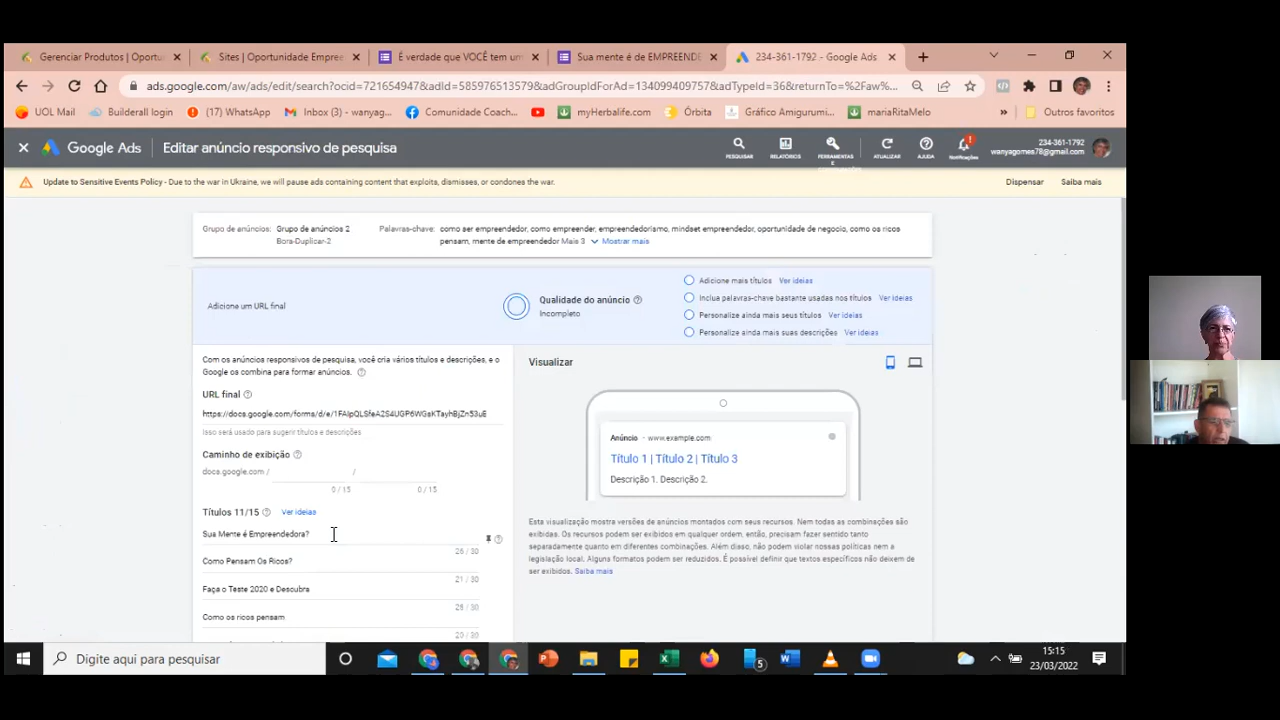 Gerenciar Produtos | Oportu
Sites | Oportunidade Empree
É verdade que VOCÊ tem um
Sua mente é de EMPREENDE
234-361-1792 - Google Ads
ads.google.com/aw/ads/edit/search?ocid=721654947&adId=585976513579&adGroupIdForAd=134099409757&adTypeId=36&returnTo=%2Faw...
UOL Mail
Builderall login
(17) WhatsApp
Inbox (3) - wanyag...
Comunidade Coach...
myHerbalife.com
Órbita
Gráfico Amigurumi...
mariaRitaMelo
»
Outros favoritos
Google Ads
Editar anúncio responsivo de pesquisa
PESQUISAR
RELATÓRIOS
FERRAMENTAS E
ATUALIZAR
AJUDA
Notificações
234-361-1792
wanyagomes78@gmail.com
Update to Sensitive Events Policy - Due to the war in Ukraine, we will pause ads containing content that exploits, dismisses, or condones the war.
Dispensar
Saiba mais
Grupo de anúncios: Grupo de anúncios 2
Bora-Duplicar-2
Palavras-chave: como ser empreendedor, como empreender, empreendedorismo, mindset empreendedor, oportunidade de negocio, como os ricos
pensam, mente de empreendedor Mais 3 Mostrar mais
Adicione um URL final
Qualidade do anúncio
Incompleto
Adicione mais títulos Ver ideias
Inclua palavras-chave bastante usadas nos títulos Ver ideias
Personalize ainda mais seus títulos Ver ideias
Personalize ainda mais suas descrições Ver ideias
Com os anúncios responsivos de pesquisa, você cria vários títulos e descrições, e o
Google os combina para formar anúncios.
URL final
https://docs.google.com/forms/d/e/1FAIpQLSfeA2S4UGP6WGsKTayhBjZn53uE
Isso será usado para sugerir títulos e descrições
Caminho de exibição
docs.google.com / /
0 / 15
0 / 15
Títulos 11/15 Ver ideias
Sua Mente é Empreendedora?
26 / 30
Como Pensam Os Ricos?
21 / 30
Faça o Teste 2020 e Descubra
28 / 30
Como os ricos pensam
20 / 30
Visualizar
Anúncio · www.example.com
Título 1 | Título 2 | Título 3
Descrição 1. Descrição 2.
Esta visualização mostra versões de anúncios montados com seus recursos. Nem todas as combinações são
exibidas. Os recursos podem ser exibidos em qualquer ordem, então, precisam fazer sentido tanto
separadamente quanto em diferentes combinações. Além disso, não podem violar nossas políticas nem a
legislação local. Alguns formatos podem ser reduzidos. É possível definir que textos específicos não deixem de
ser exibidos. Saiba mais
Digite aqui para pesquisar
5
15:15
23/03/2022